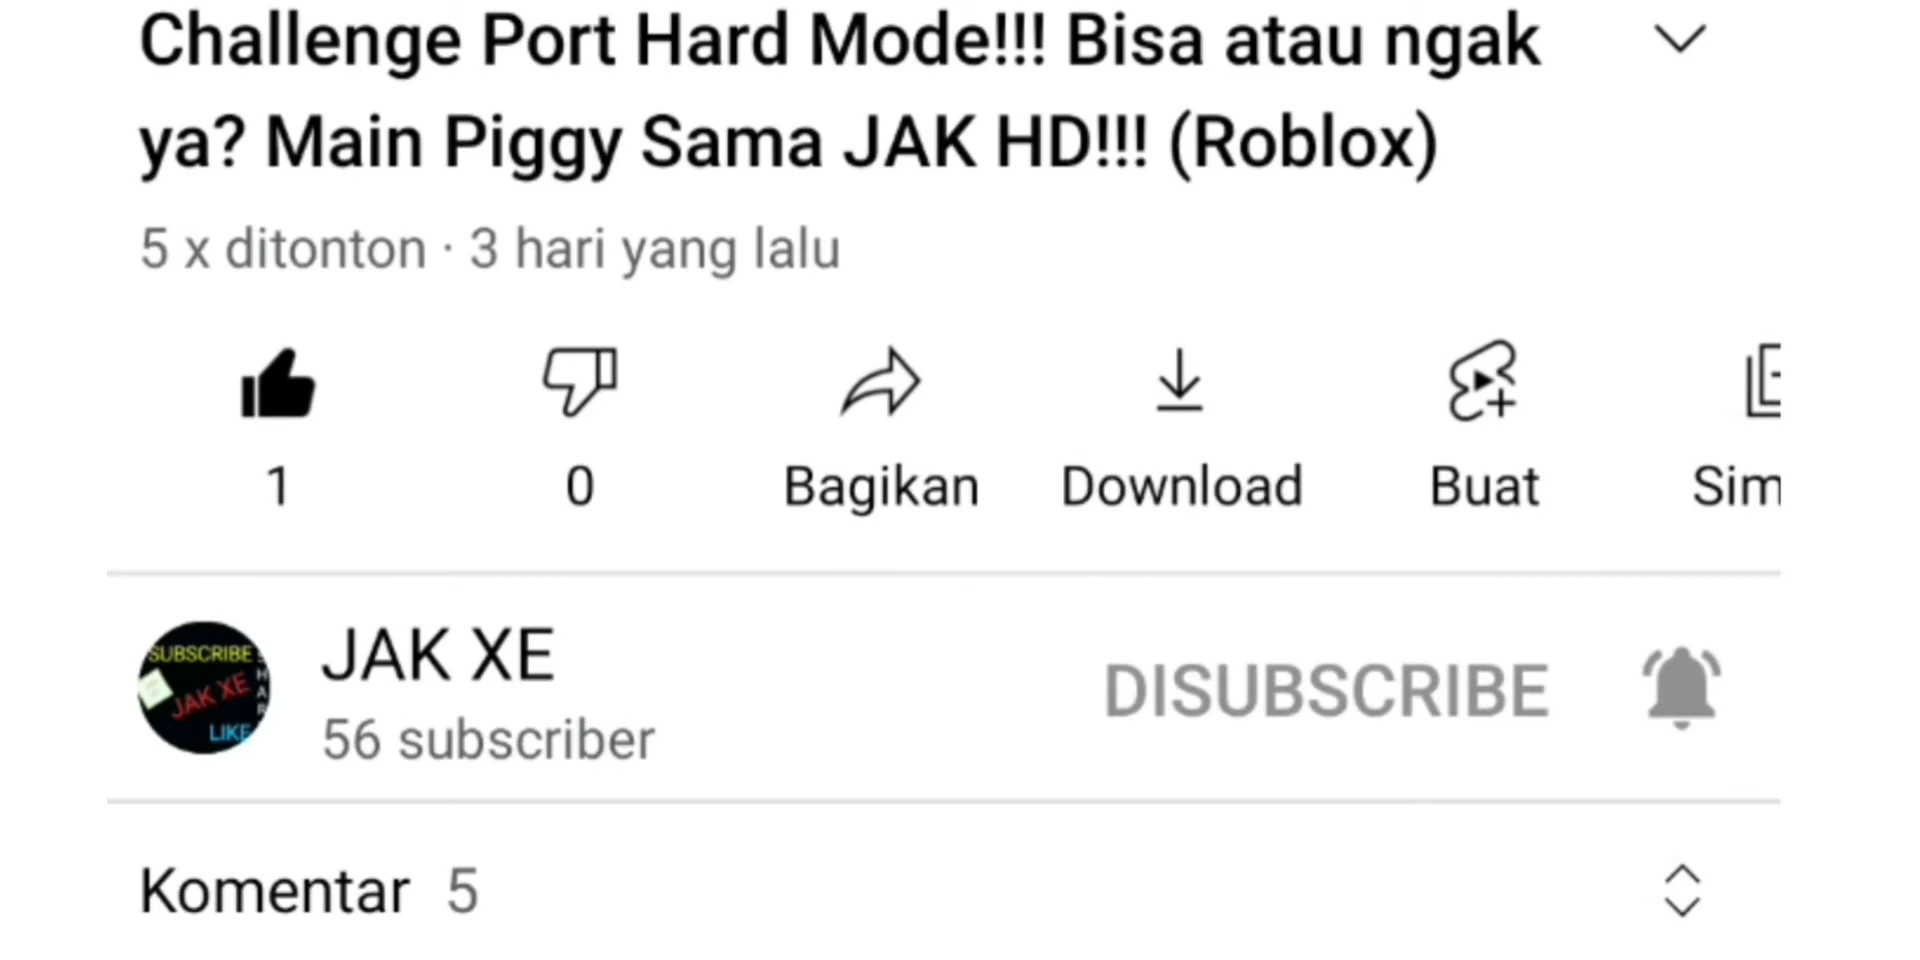 Challenge Port Hard Mode!!! Bisa atau ngak
ya? Main Piggy Sama JAK HD!!! (Roblox)
5 x ditonton · 3 hari yang lalu
1
0
Bagikan
Download
Buat
Sim
SUBSCRIBE
JAK XE
LIKE
JAK XE
56 subscriber
DISUBSCRIBE
Komentar 5